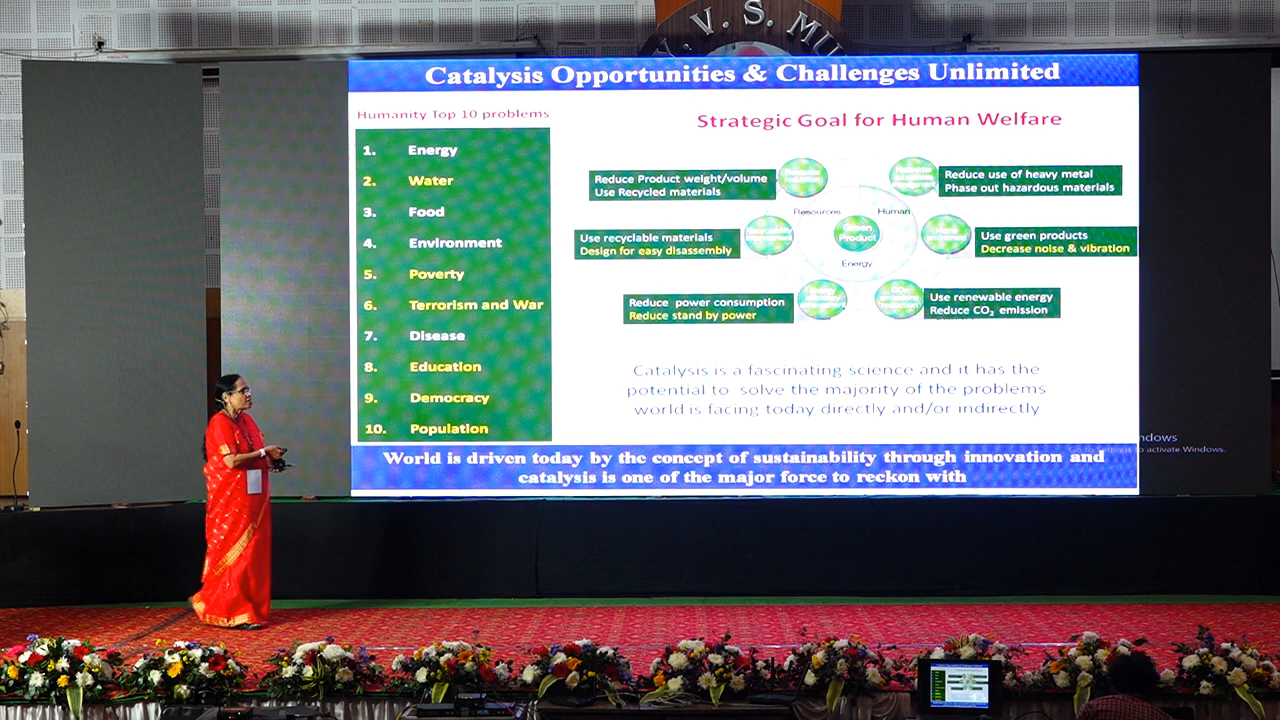 . V. S. MU
Catalysis Opportunities & Challenges Unlimited
Humanity Top 10 problems
1. Energy
2. Water
3. Food
4. Environment
5. Poverty
6. Terrorism and War
7. Disease
8. Education
9. Democracy
10. Population
Strategic Goal for Human Welfare
Reduce Product weight/volume
Use Recycled materials
Reduce use of heavy metal
Phase out hazardous materials
Resources
Human
Use recyclable materials
Design for easy disassembly
Green
Product
Use green products
Decrease noise & vibration
Energy
Reduce power consumption
Reduce stand by power
Use renewable energy
Reduce CO₂ emission
Catalysis is a fascinating science and it has the
potential to solve the majority of the problems
world is facing today directly and/or indirectly
World is driven today by the concept of sustainability through innovation and
catalysis is one of the major force to reckon with
ndows
to activate Windows.